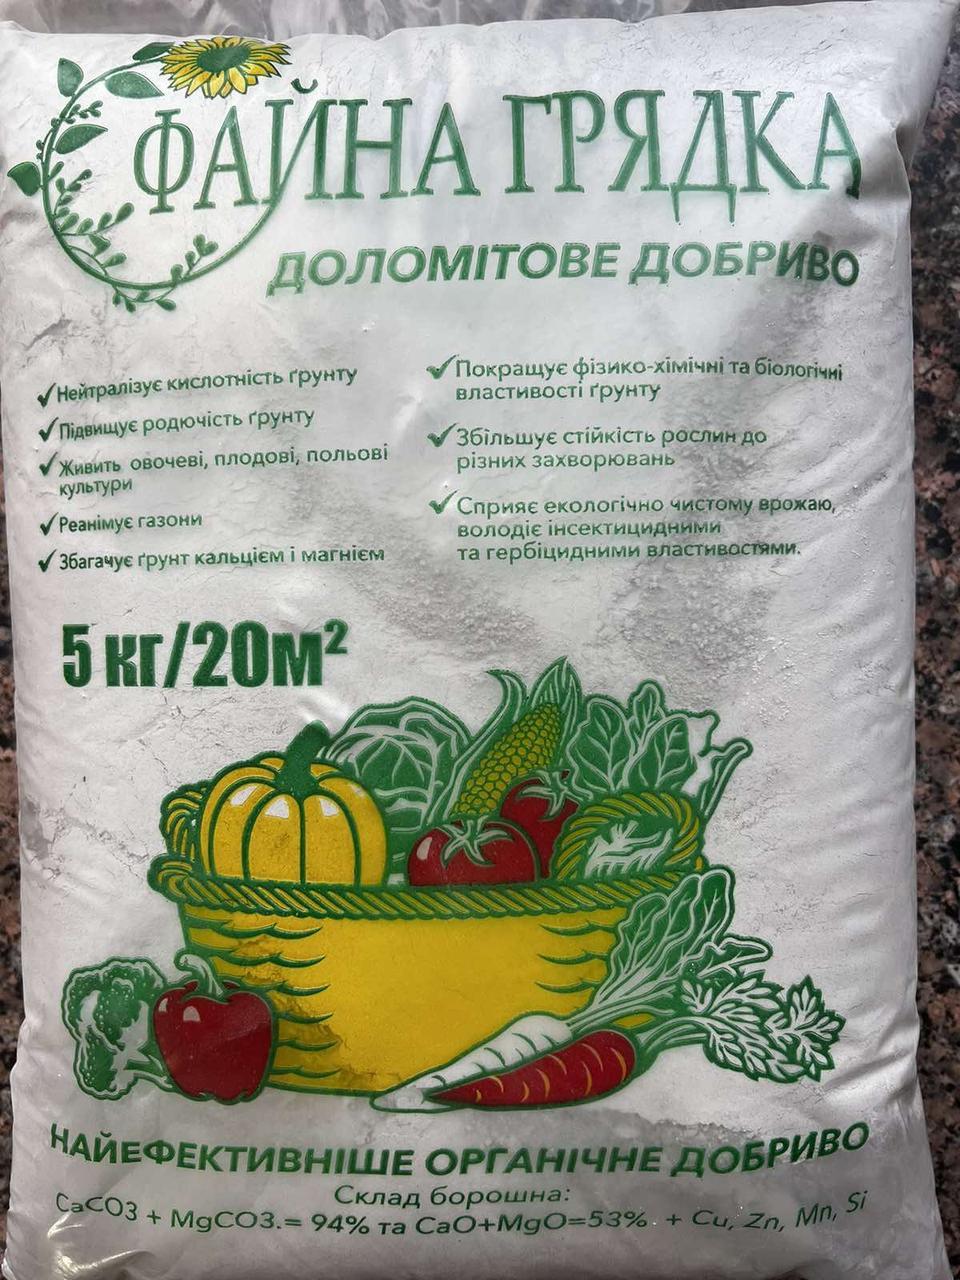 ФАЙНА ГРЯДКА
ДОЛОМІТОВЕ ДОБРИВО
✓Нейтралізує кислотність ґрунту
✓Підвищує родючість ґрунту
✓Живить овочеві, плодові, польові
культури
✓Реанімує газони
✓Збагачує ґрунт кальцієм і магнієм
✓Покращує фізико-хімічні та біологічні
властивості ґрунту
✓Збільшує стійкість рослин до
різних захворювань
✓Сприяє екологічно чистому врожаю,
володіє інсектицидними
та гербіцидними властивостями.
5 кг/20м²
НАЙЕФЕКТИВНІШЕ ОРГАНІЧНЕ ДОБРИВО
Склад борошна:
CaCO3 + MgCO3.= 94% та CaO+MgO=53% . + Cu, Zn, Mn, Si